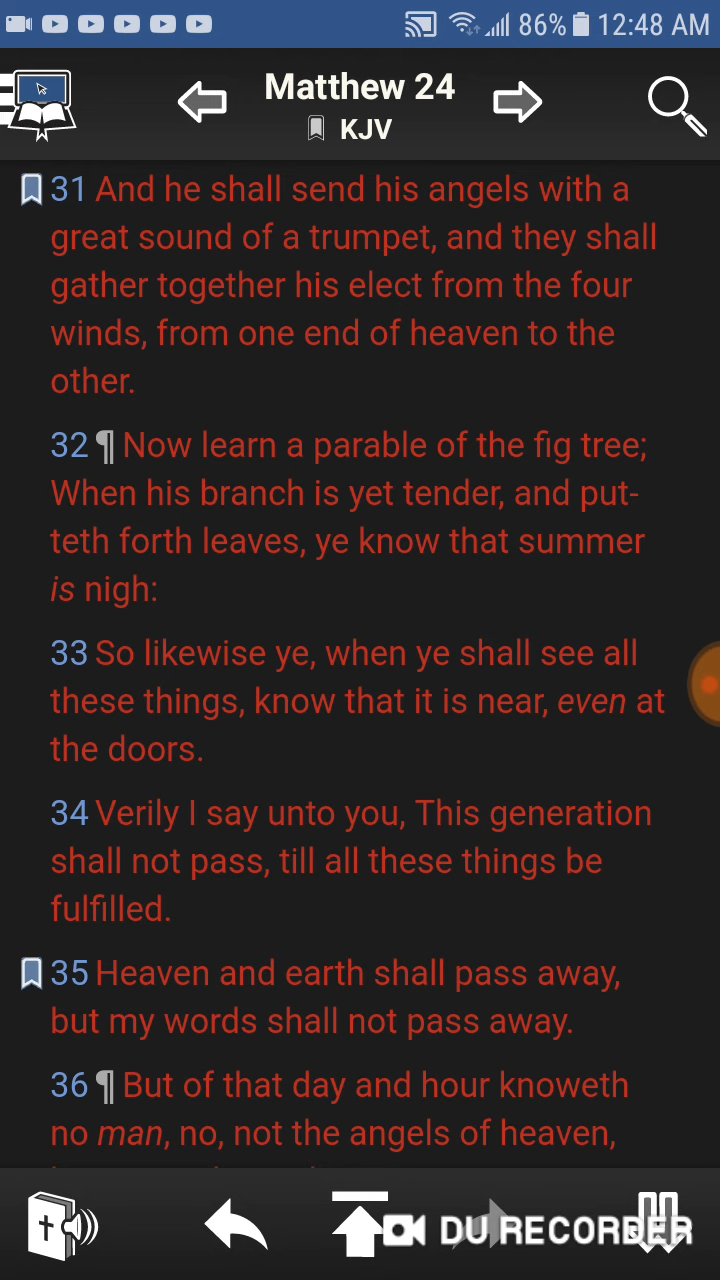 86% 12:48 AM
Matthew 24
KJV
31 And he shall send his angels with a
great sound of a trumpet, and they shall
gather together his elect from the four
winds, from one end of heaven to the
other.
32 ¶ Now learn a parable of the fig tree;
When his branch is yet tender, and put-
teth forth leaves, ye know that summer
is nigh:
33 So likewise ye, when ye shall see all
these things, know that it is near, even at
the doors.
34 Verily I say unto you, This generation
shall not pass, till all these things be
fulfilled.
35 Heaven and earth shall pass away,
but my words shall not pass away.
36 ¶ But of that day and hour knoweth
no man, no, not the angels of heaven,
DU RECORDER